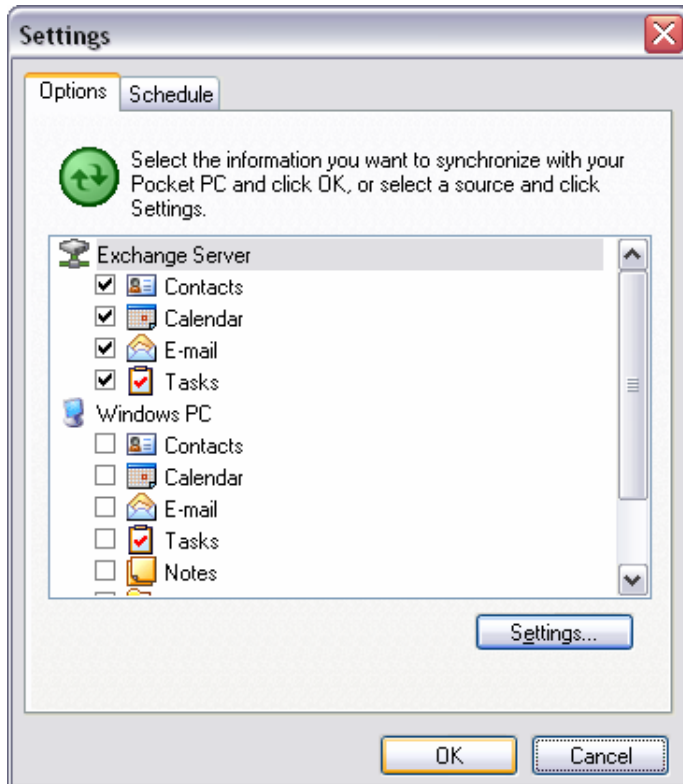 Settings
Options
Schedule
Select the information you want to synchronize with your
Pocket PC and click OK, or select a source and click
Settings.
Exchange Server
Contacts
Calendar
E-mail
Tasks
Windows PC
Contacts
Calendar
E-mail
Tasks
Notes
Settings...
OK
Cancel